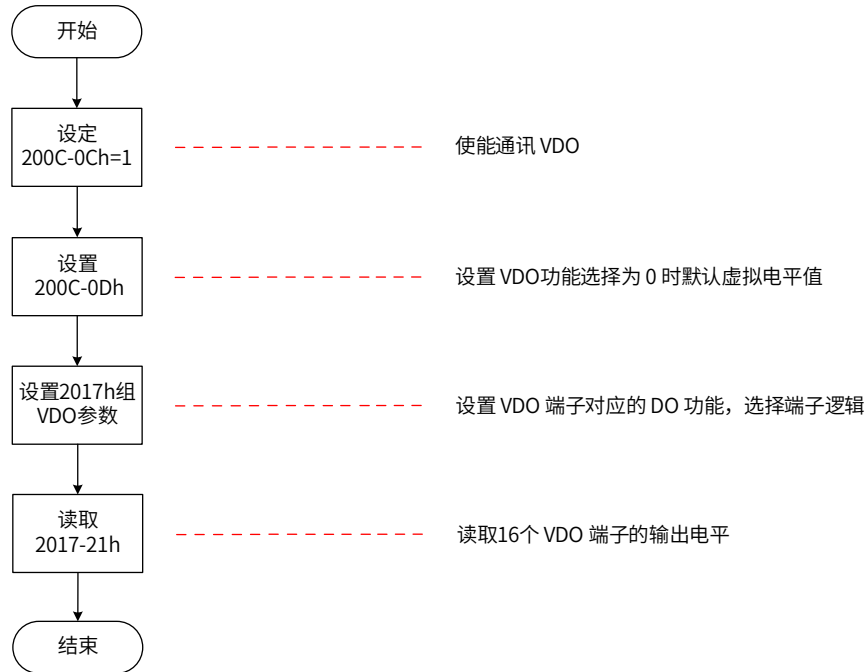 开始
设定
200C-0Ch=1
使能通讯 VDO
设置
200C-0Dh
设置 VDO功能选择为 0 时默认虚拟电平值
设置2017h组
VDO参数
设置 VDO 端子对应的 DO 功能，选择端子逻辑
读取
2017-21h
读取16个 VDO 端子的输出电平
结束